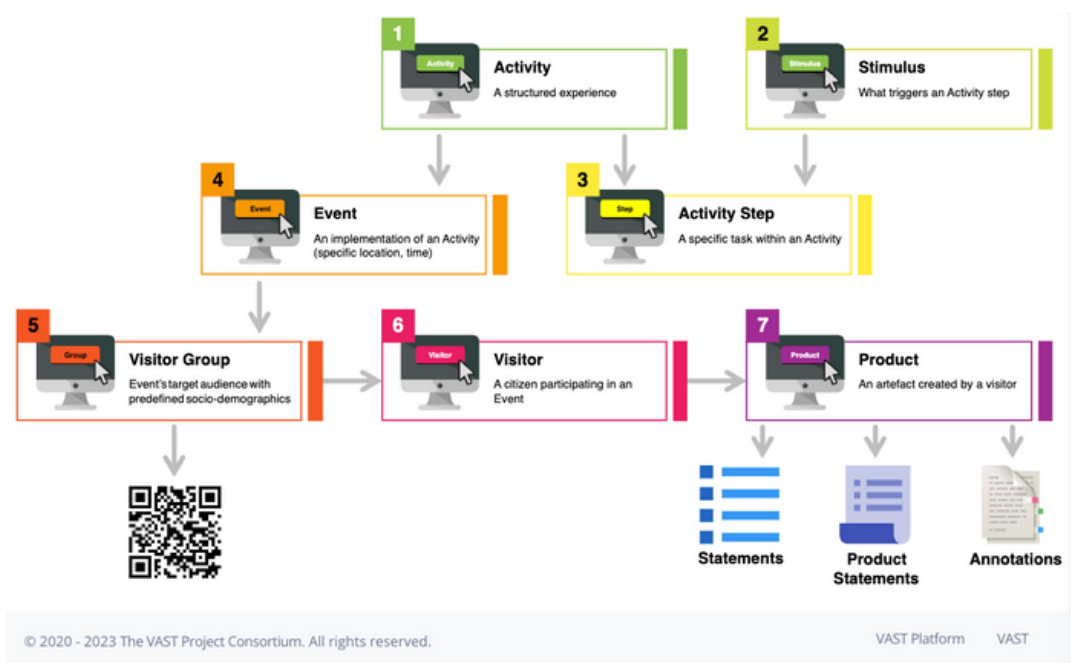 1
Activity
Activity
A structured experience
2
Stimulus
Stimulus
What triggers an Activity step
4
Event
Event
An implementation of an Activity
(specific location, time)
3
Step
Activity Step
A specific task within an Activity
5
Group
Visitor Group
Event's target audience with
predefined socio-demographics
6
Visitor
Visitor
A citizen participating in an
Event
7
Product
Product
An artefact created by a visitor
Statements
Product
Statements
Annotations
© 2020 - 2023 The VAST Project Consortium. All rights reserved.
VAST Platform
VAST